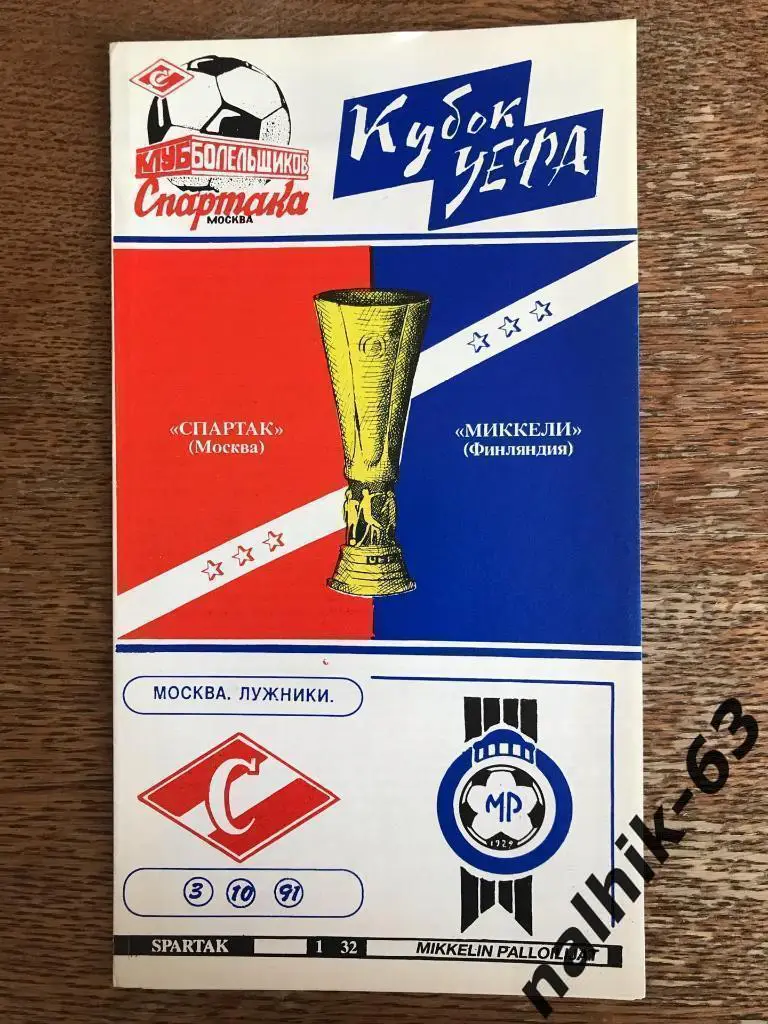 С
КЛУБ БОЛЕЛЬЩИКОВ
Спартака
МОСКВА
Кубок
УЕФА
«СПАРТАК»
(Москва)
«МИККЕЛИ»
(Финляндия)
UEF
МОСКВА. ЛУЖНИКИ.
С
MP
1929
3 10 91
SPARTAK 1 32 MIKKELIN PALLOILIJAT
nalhik-63